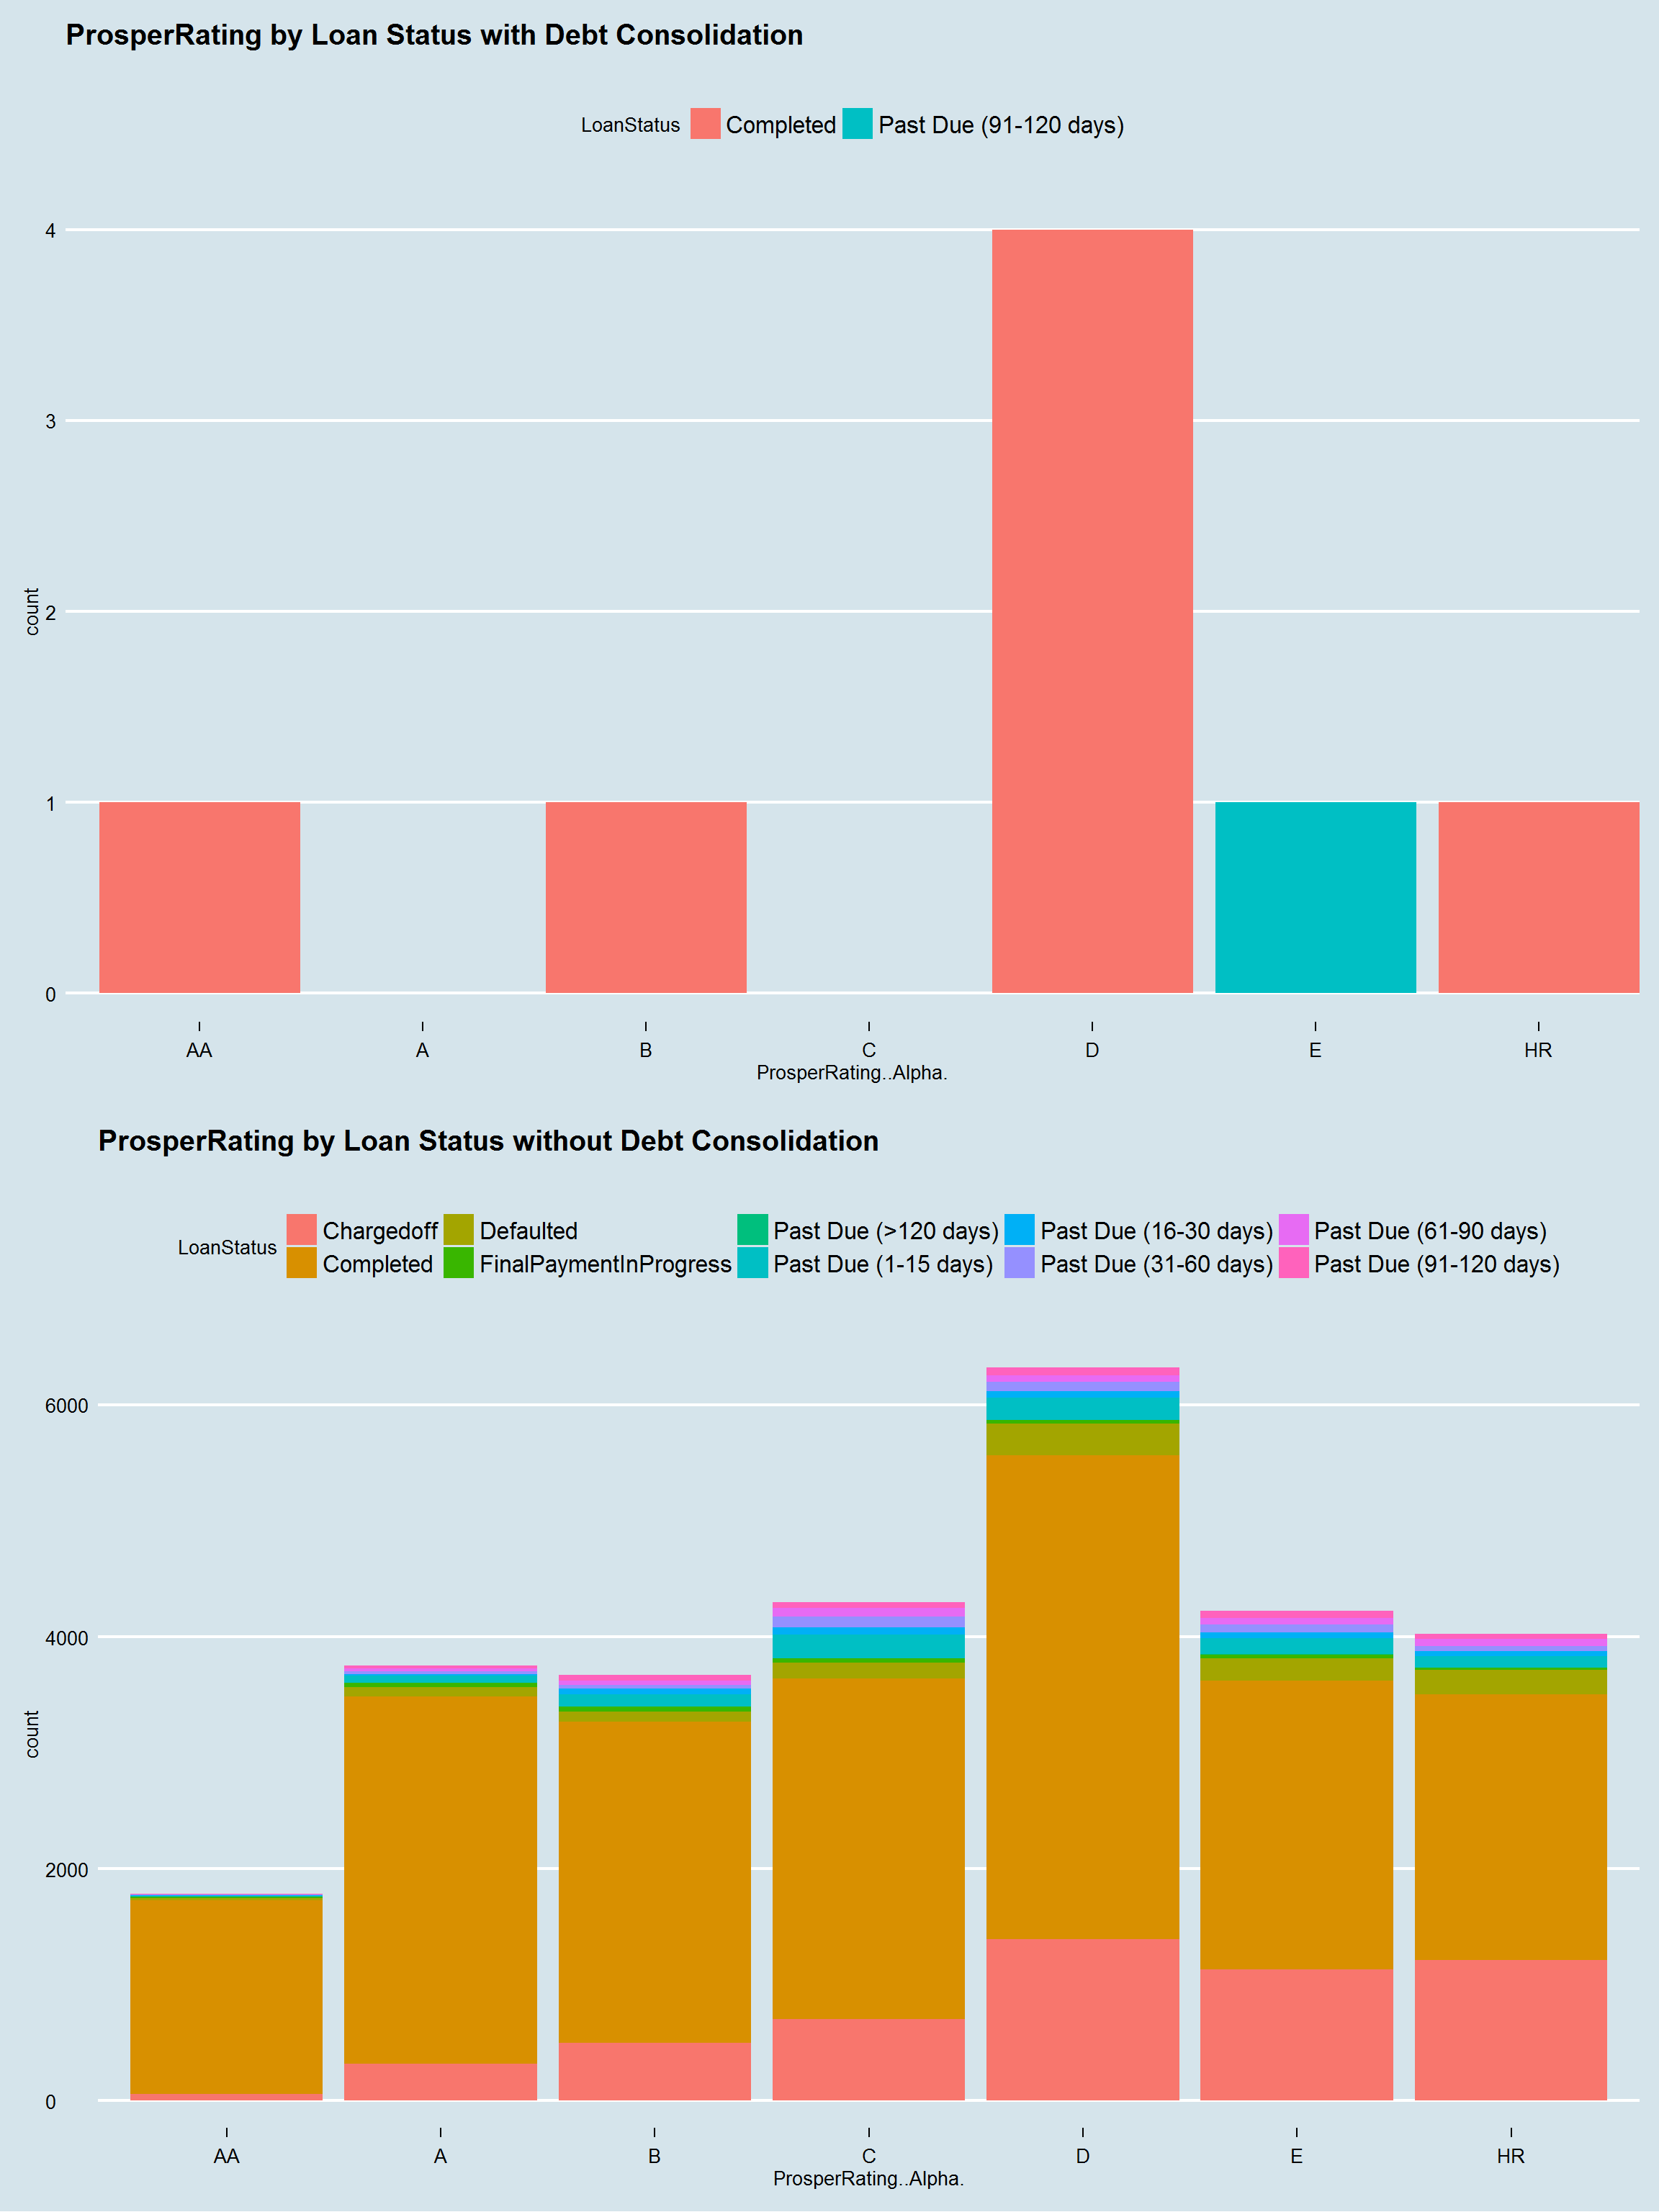 ProsperRating by Loan Status with Debt Consolidation
LoanStatus Completed Past Due (91-120 days)
4
3
2
1
0
count
AA A B C D E HR
ProsperRating..Alpha.
ProsperRating by Loan Status without Debt Consolidation
LoanStatus
Chargedoff Defaulted Past Due (>120 days) Past Due (16-30 days) Past Due (61-90 days)
Completed FinalPaymentInProgress Past Due (1-15 days) Past Due (31-60 days) Past Due (91-120 days)
6000
4000
2000
0
count
AA A B C D E HR
ProsperRating..Alpha.